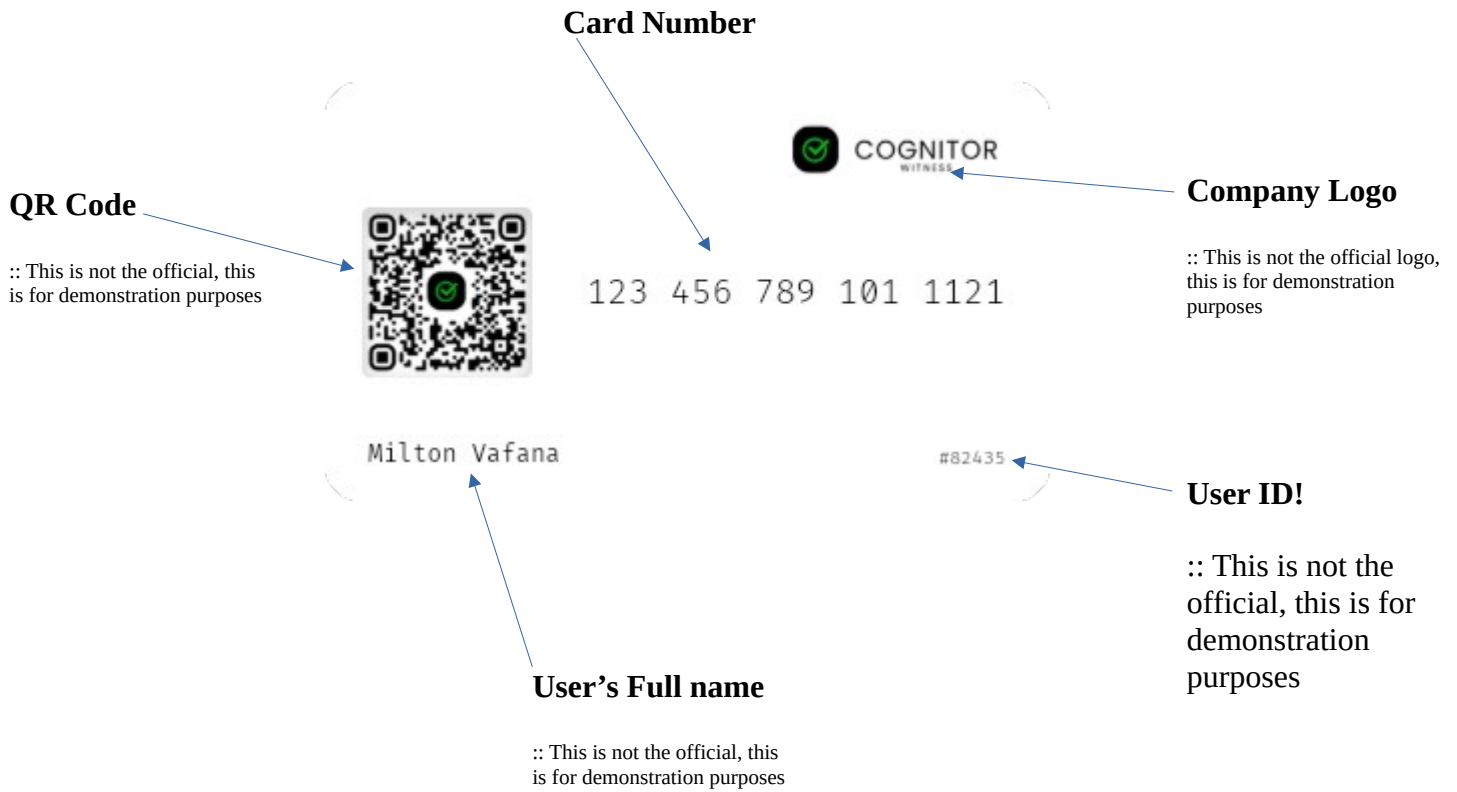 Card Number
COGNITOR
WITNESS
QR Code
:: This is not the official, this
is for demonstration purposes
Company Logo
:: This is not the official logo,
this is for demonstration
purposes
123 456 789 101 1121
Milton Vafana
#82435
User ID!
:: This is not the
official, this is for
demonstration
purposes
User’s Full name
:: This is not the official, this
is for demonstration purposes